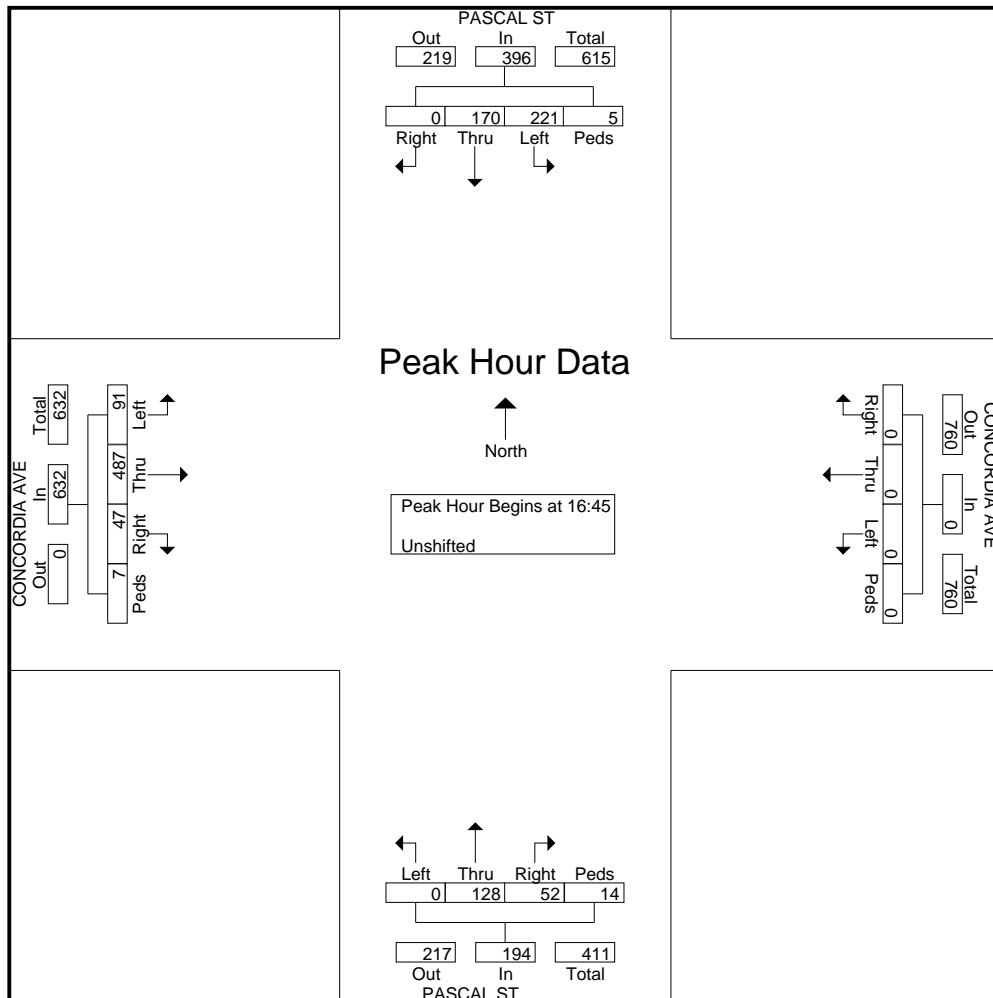 PASCAL ST
Out In Total
219 396 615
0 170 221 5
Right Thru Left Peds
Peak Hour Data
North
Peak Hour Begins at 16:45
Unshifted
CONCORDIA AVE
Total In Out
632 632 0
91 487 47 7
Left Thru Right Peds
CONCORDIA AVE
Out In Total
760 0 760
0 0 0 0
Right Thru Left Peds
Left Thru Right Peds
0 128 52 14
217 194 411
Out In Total
PASCAL ST